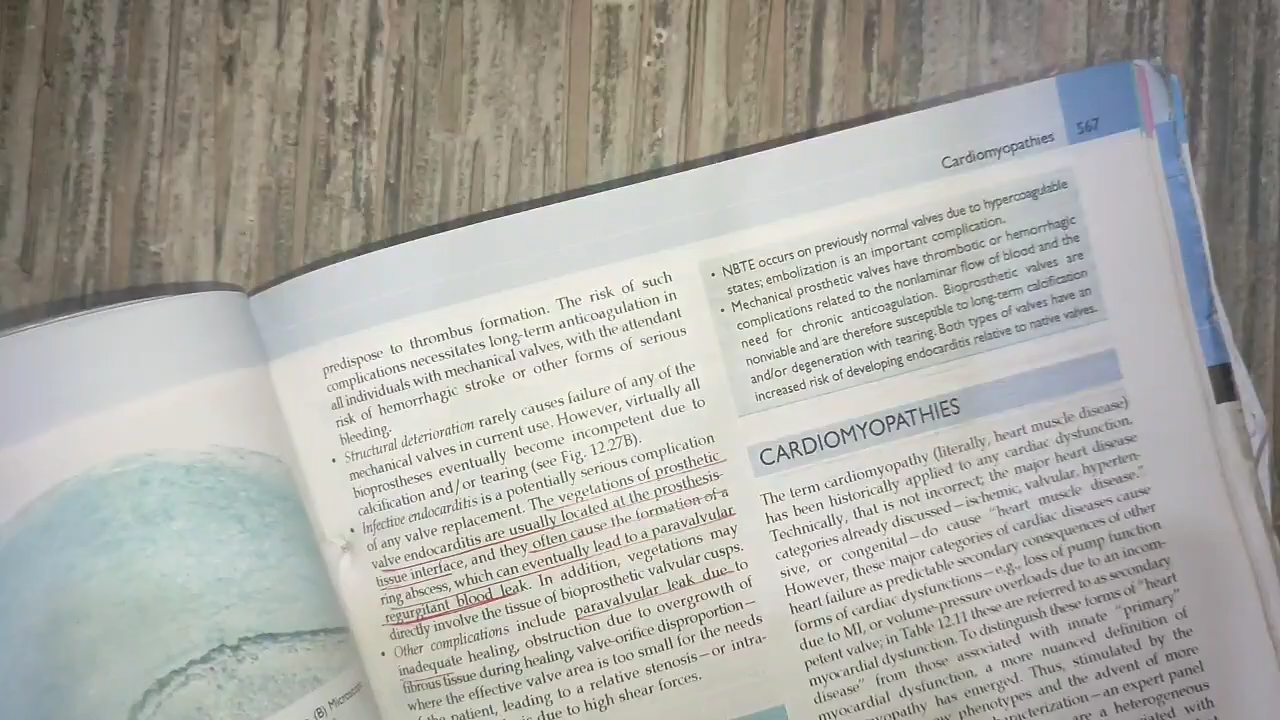 Cardiomyopathies 567
predispose to thrombus formation. The risk of such
complications necessitates long-term anticoagulation in
all individuals with mechanical valves, with the attendant
risk of hemorrhagic stroke or other forms of serious
bleeding.
• Structural deterioration rarely causes failure of any of the
mechanical valves in current use. However, virtually all
bioprostheses eventually become incompetent due to
calcification and/or tearing (see Fig. 12.27B).
• Infective endocarditis is a potentially serious complication
of any valve replacement. The vegetations of prosthetic
valve endocarditis are usually located at the prosthesis-
tissue interface, and they often cause the formation of a
ring abscess, which can eventually lead to a paravalvular
regurgitant blood leak. In addition, vegetations may
directly involve the tissue of bioprosthetic valvular cusps.
• Other complications include paravalvular leak due to
inadequate healing, obstruction due to overgrowth of
fibrous tissue during healing, valve-orifice disproportion—
where the effective valve area is too small for the needs
of the patient, leading to a relative stenosis—or intra-
is due to high shear forces.
• NBTE occurs on previously normal valves due to hypercoagulable
states; embolization is an important complication.
• Mechanical prosthetic valves have thrombotic or hemorrhagic
complications related to the nonlaminar flow of blood and the
need for chronic anticoagulation. Bioprosthetic valves are
nonviable and are therefore susceptible to long-term calcification
and/or degeneration with tearing. Both types of valves have an
increased risk of developing endocarditis relative to native valves.
CARDIOMYOPATHIES
The term cardiomyopathy (literally, heart muscle disease)
has been historically applied to any cardiac dysfunction.
Technically, that is not incorrect; the major heart disease
categories already discussed—ischemic, valvular, hyperten-
sive, or congenital—do cause “heart muscle disease.”
However, these major categories of cardiac diseases cause
heart failure as predictable secondary consequences of other
forms of cardiac dysfunctions—e.g., loss of pump function
due to MI, or volume-pressure overloads due to an incom-
petent valve; in Table 12.11 these are referred to as secondary
myocardial dysfunction. To distinguish these forms of “heart
disease” from those associated with innate “primary”
myocardial dysfunction, a more nuanced definition of
has emerged. Thus, stimulated by the
phenotypes and the advent of more
an expert panel
a heterogeneous
with
(B) Microscopic